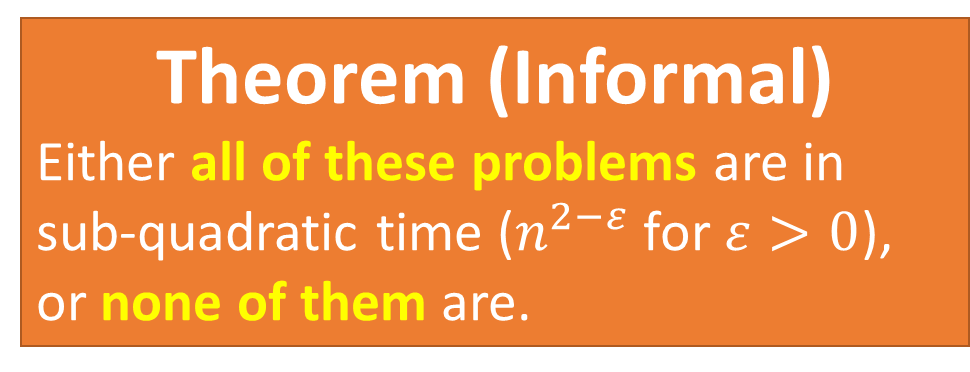 Theorem (Informal)
Either all of these problems are in
sub-quadratic time (𝑛²⁻ᵋ for 𝜀 > 0),
or none of them are.